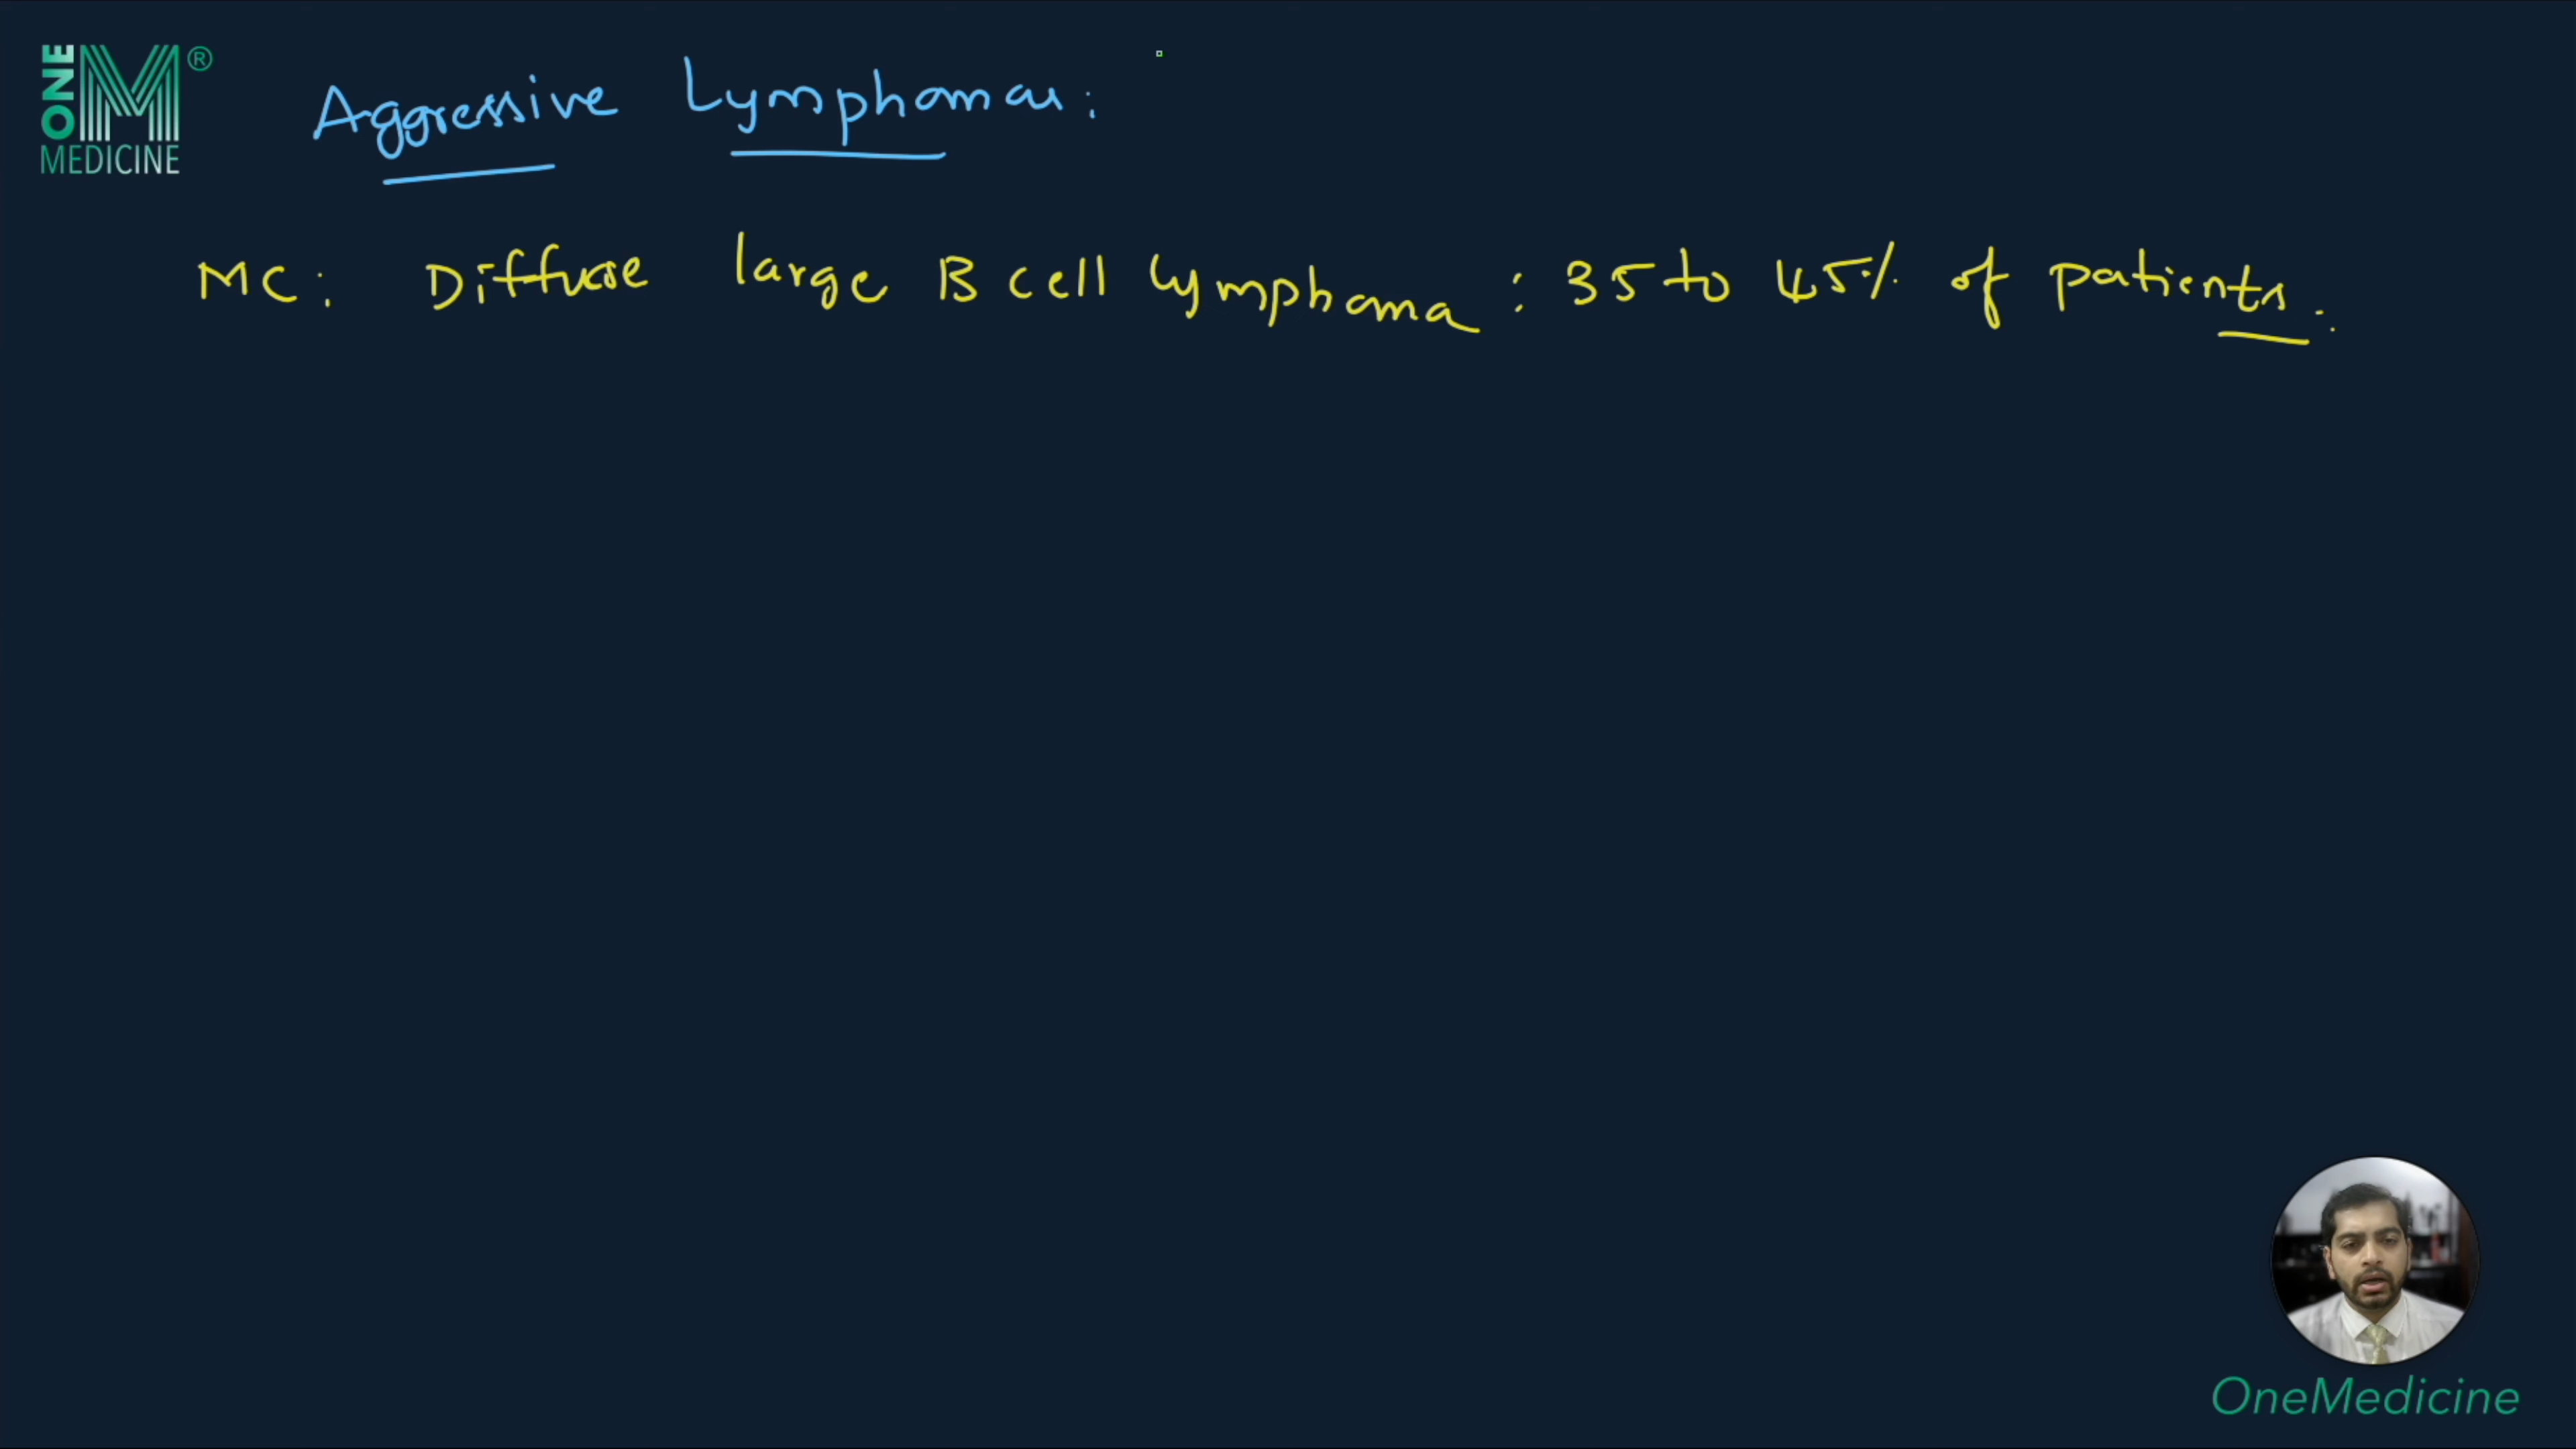 ONE M ®
MEDICINE
Aggressive Lymphomas:
MC: Diffuse large B cell lymphoma: 35 to 45% of patients.
OneMedicine